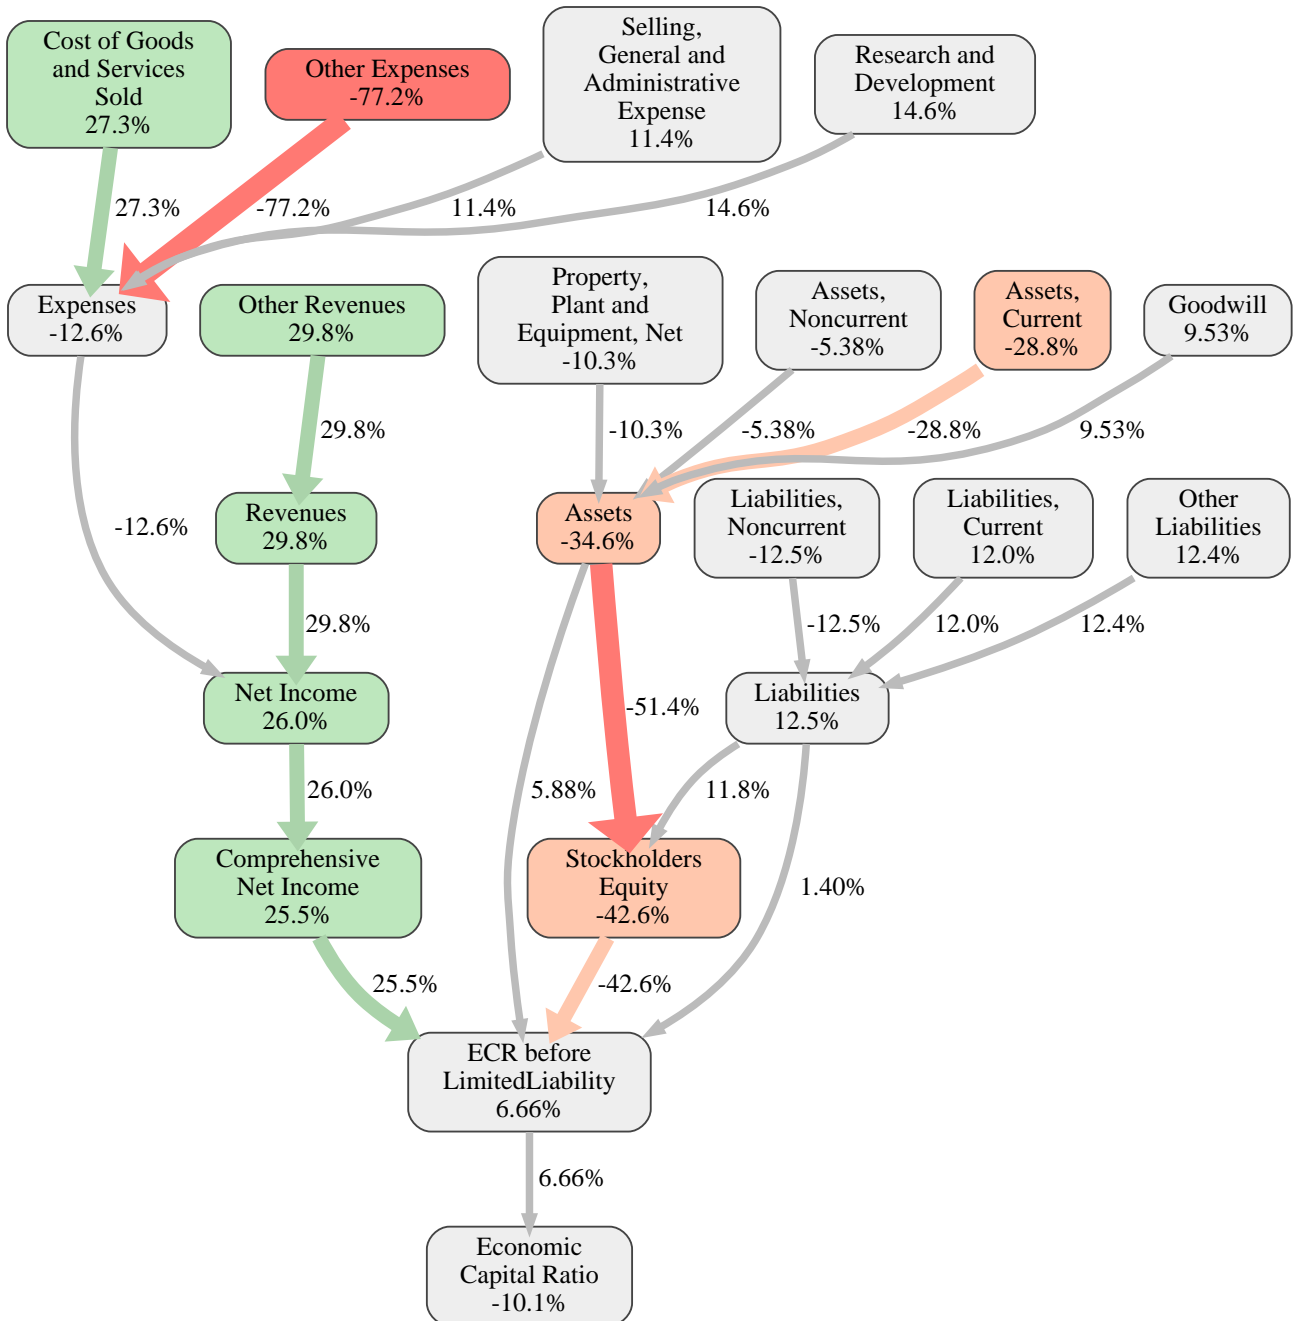 Cost of Goods
and Services
Sold
27.3%
Other Expenses
-77.2%
Selling,
General and
Administrative
Expense
11.4%
Research and
Development
14.6%
27.3%
-77.2%
11.4%
14.6%
Expenses
-12.6%
Other Revenues
29.8%
Property,
Plant and
Equipment, Net
-10.3%
Assets,
Noncurrent
-5.38%
Assets,
Current
-28.8%
Goodwill
9.53%
29.8%
-10.3%
-5.38%
-28.8%
9.53%
-12.6%
Revenues
29.8%
Assets
-34.6%
Liabilities,
Noncurrent
-12.5%
Liabilities,
Current
12.0%
Other
Liabilities
12.4%
29.8%
-12.5%
12.0%
12.4%
Net Income
26.0%
-51.4%
Liabilities
12.5%
26.0%
5.88%
11.8%
Comprehensive
Net Income
25.5%
Stockholders
Equity
-42.6%
1.40%
25.5%
-42.6%
ECR before
LimitedLiability
6.66%
6.66%
Economic
Capital Ratio
-10.1%